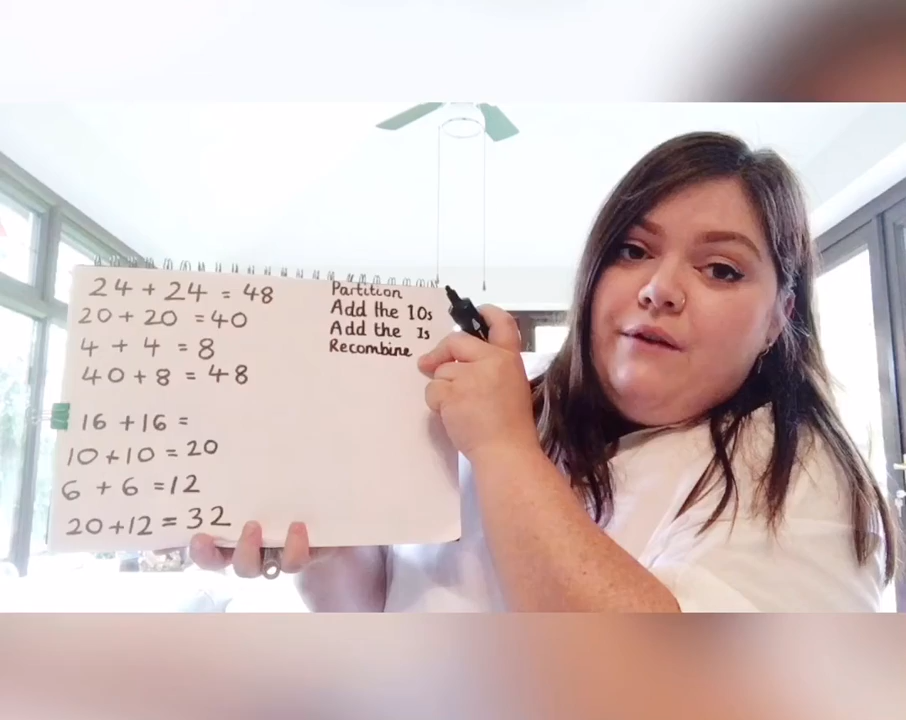 24 + 24 = 48
20 + 20 = 40
4 + 4 = 8
40 + 8 = 48
16 + 16 =
10 + 10 = 20
6 + 6 = 12
20 + 12 = 32
Partition
Add the 10s
Add the 1s
Recombine